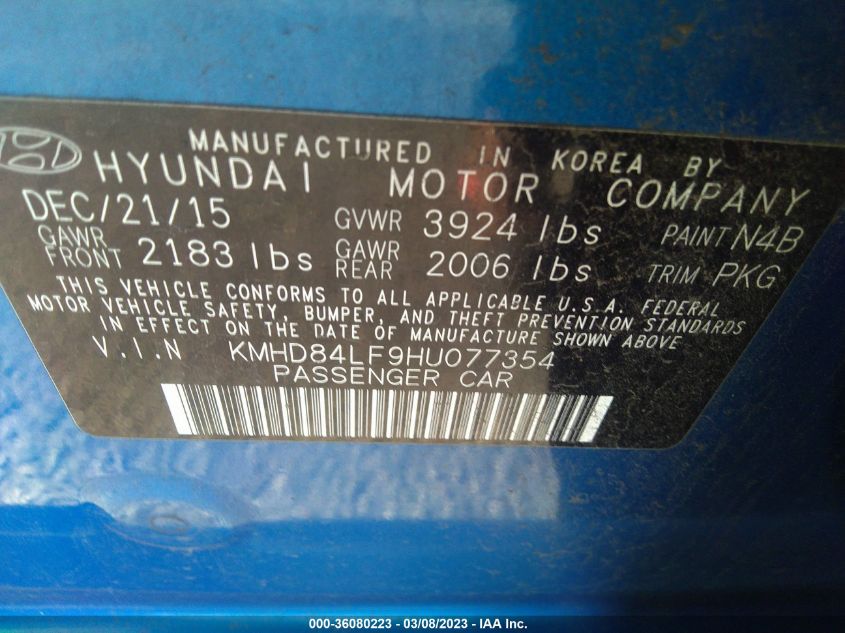 MANUFACTURED IN KOREA BY
HYUNDAI MOTOR COMPANY
DEC/21/15 GVWR 3924 lbs PAINT N4B
GAWR FRONT 2183 lbs GAWR REAR 2006 lbs TRIM PKG
THIS VEHICLE CONFORMS TO ALL APPLICABLE U.S.A. FEDERAL
MOTOR VEHICLE SAFETY, BUMPER, AND THEFT PREVENTION STANDARDS
IN EFFECT ON THE DATE OF MANUFACTURE SHOWN ABOVE
V.I.N KMHD84LF9HU077354
PASSENGER CAR
000-36080223 - 03/08/2023 - IAA Inc.